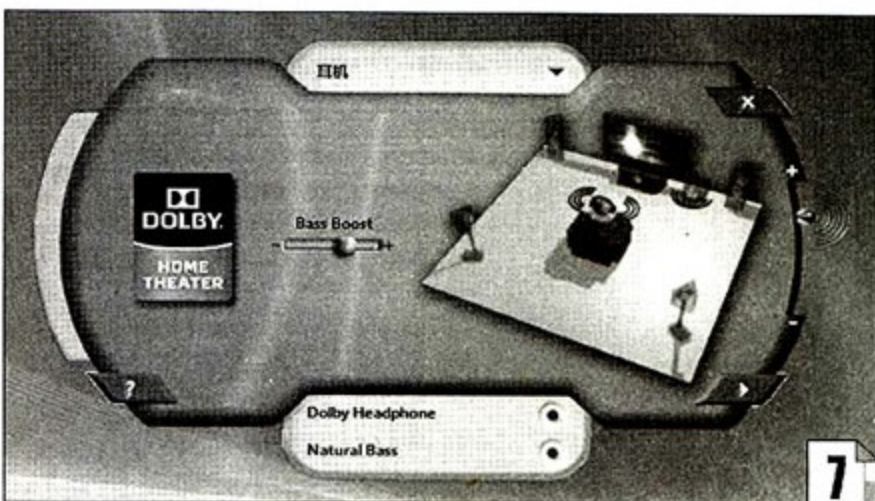 耳机
×
+
DOLBY.
Bass Boost
- +
HOME
THEATER
-
?
Dolby Headphone
Natural Bass
7